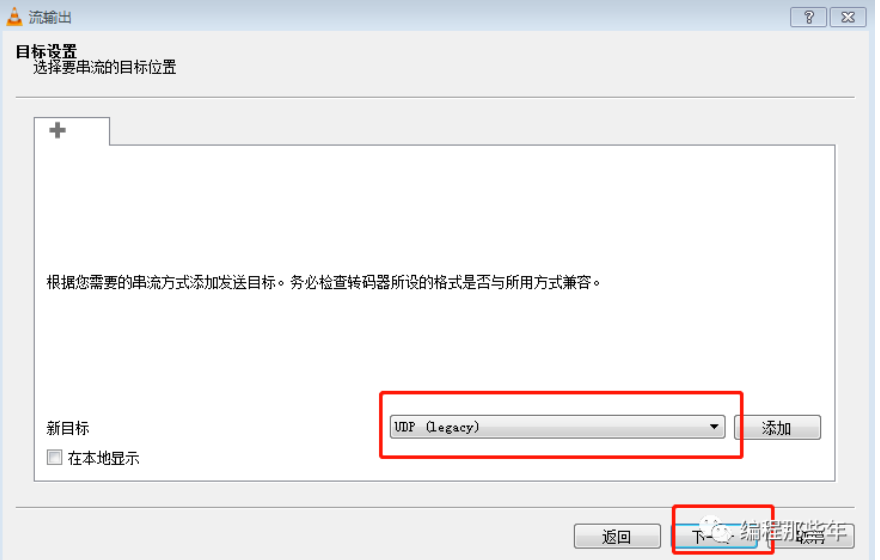 流输出
目标设置
选择要串流的目标位置
根据您需要的串流方式添加发送目标。务必检查转码器所设的格式是否与所用方式兼容。
新目标
UDP (legacy)
添加
在本地显示
返回
下一
取消
编程那些年